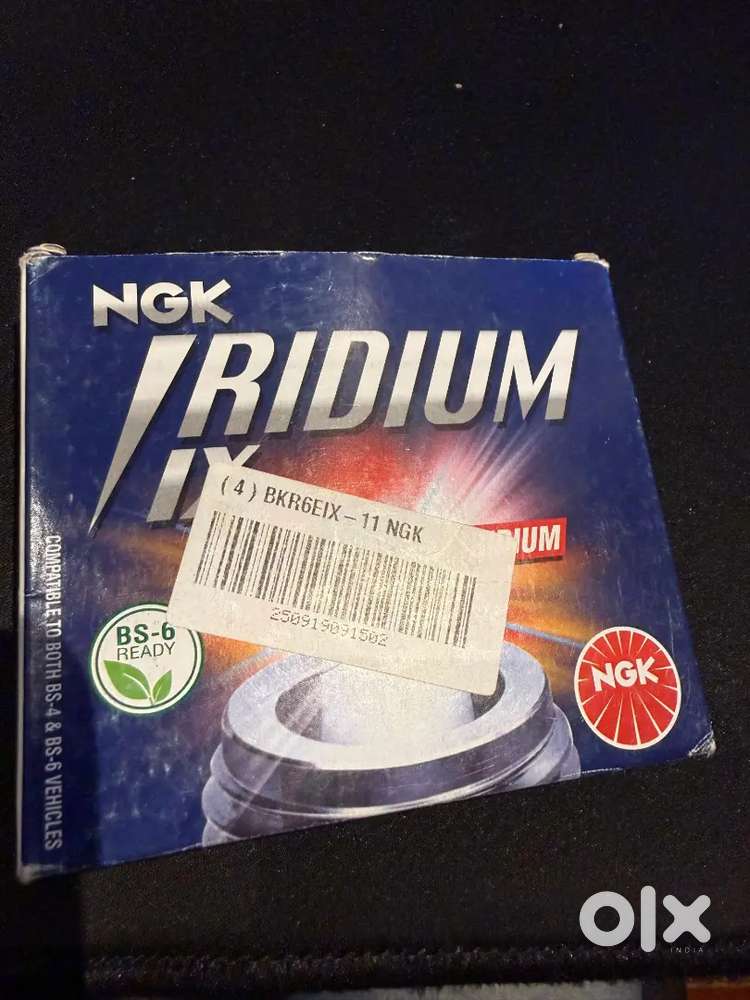 NGK
IRIDIUM
IX
( 4 ) BKR6EIX-11 NGK
250919091502
BS-6
READY
NGK
COMPATIBLE TO BOTH BS-4 & BS-6 VEHICLES
olx
INDIA